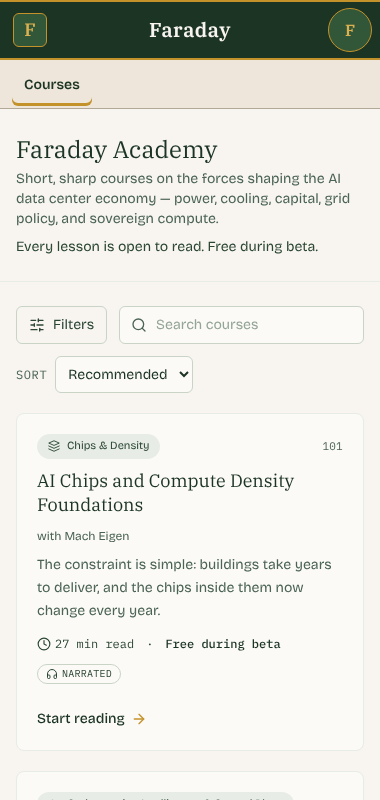 F
Faraday
F
Courses
Faraday Academy
Short, sharp courses on the forces shaping the AI
data center economy — power, cooling, capital, grid
policy, and sovereign compute.
Every lesson is open to read. Free during beta.
Filters
Search courses
SORT
Recommended
Chips & Density
101
AI Chips and Compute Density
Foundations
with Mach Eigen
The constraint is simple: buildings take years
to deliver, and the chips inside them now
change every year.
27 min read · Free during beta
NARRATED
Start reading →